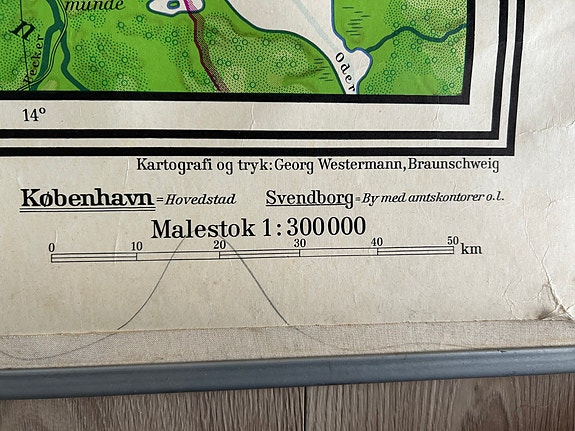 munde
n
Oder
14°
Kartografi og tryk: Georg Westermann, Braunschweig
København = Hovedstad Svendborg = By med amtskontorer o.l.
Malestok 1:300000
0 10 20 30 40 50 km